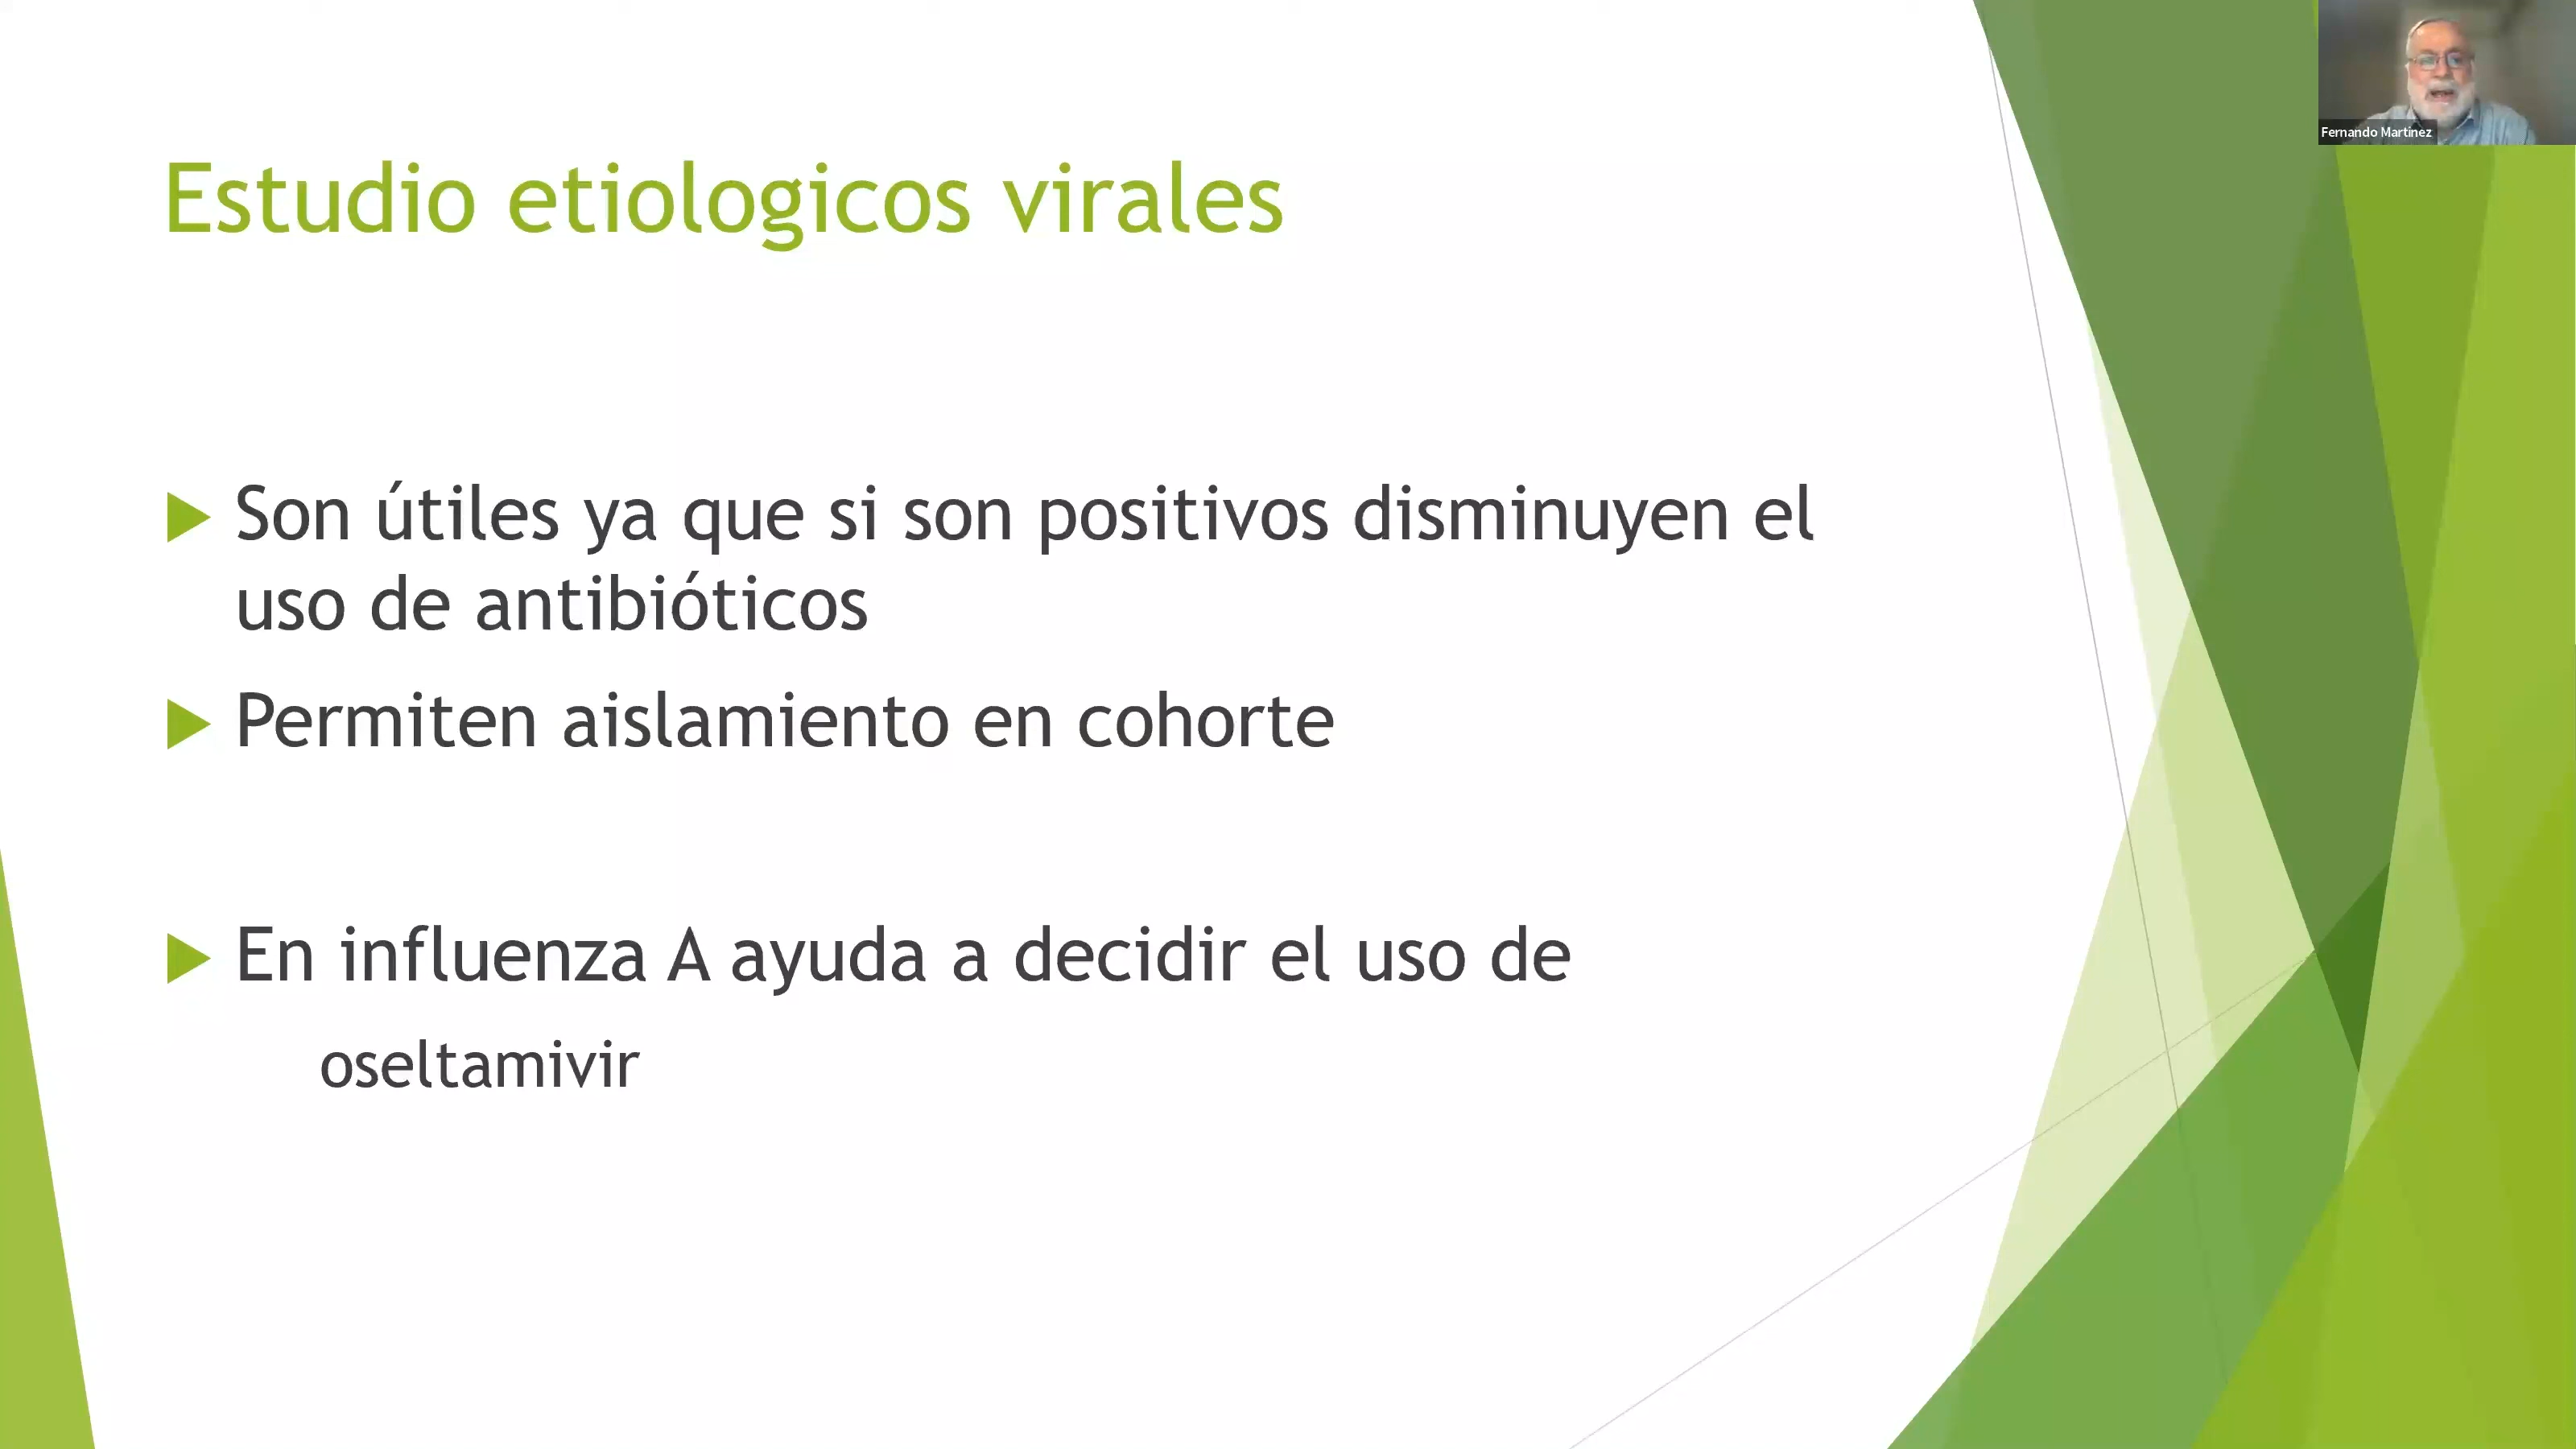 Fernando Martinez
Estudio etiologicos virales
Son útiles ya que si son positivos disminuyen el
uso de antibióticos
Permiten aislamiento en cohorte
En influenza A ayuda a decidir el uso de
oseltamivir